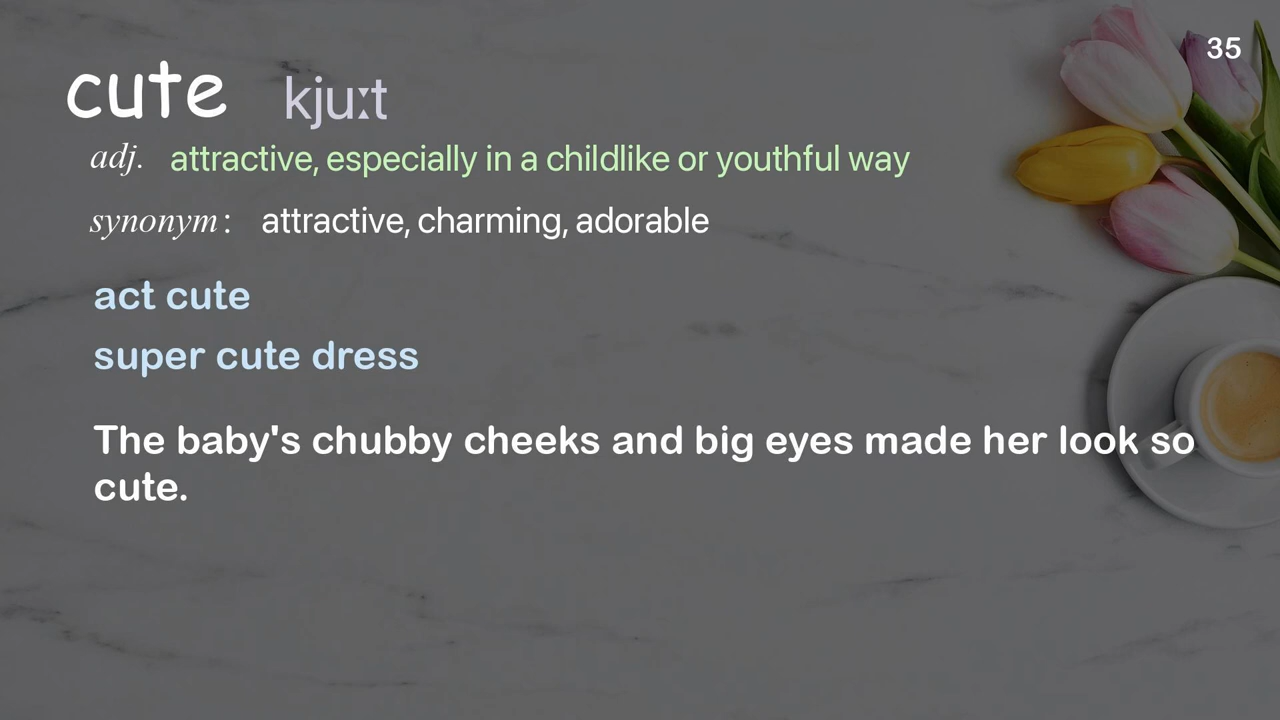 35
cute kjuːt
adj. attractive, especially in a childlike or youthful way
synonym: attractive, charming, adorable
act cute
super cute dress
The baby's chubby cheeks and big eyes made her look so
cute.